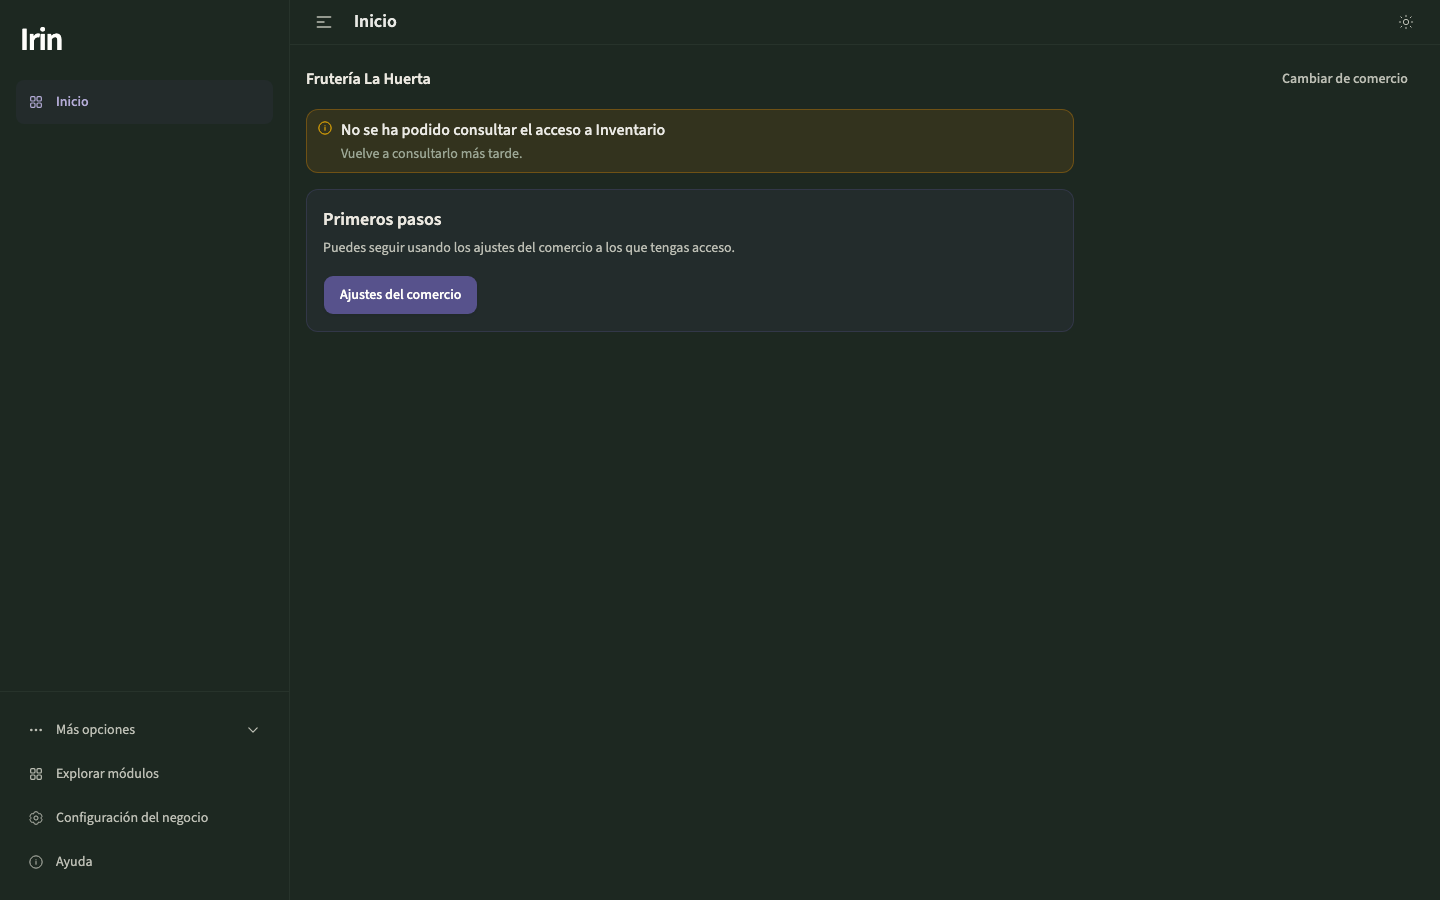 Irin
Inicio
Más opciones
Explorar módulos
Configuración del negocio
Ayuda
Inicio
Frutería La Huerta
Cambiar de comercio
No se ha podido consultar el acceso a Inventario
Vuelve a consultarlo más tarde.
Primeros pasos
Puedes seguir usando los ajustes del comercio a los que tengas acceso.
Ajustes del comercio